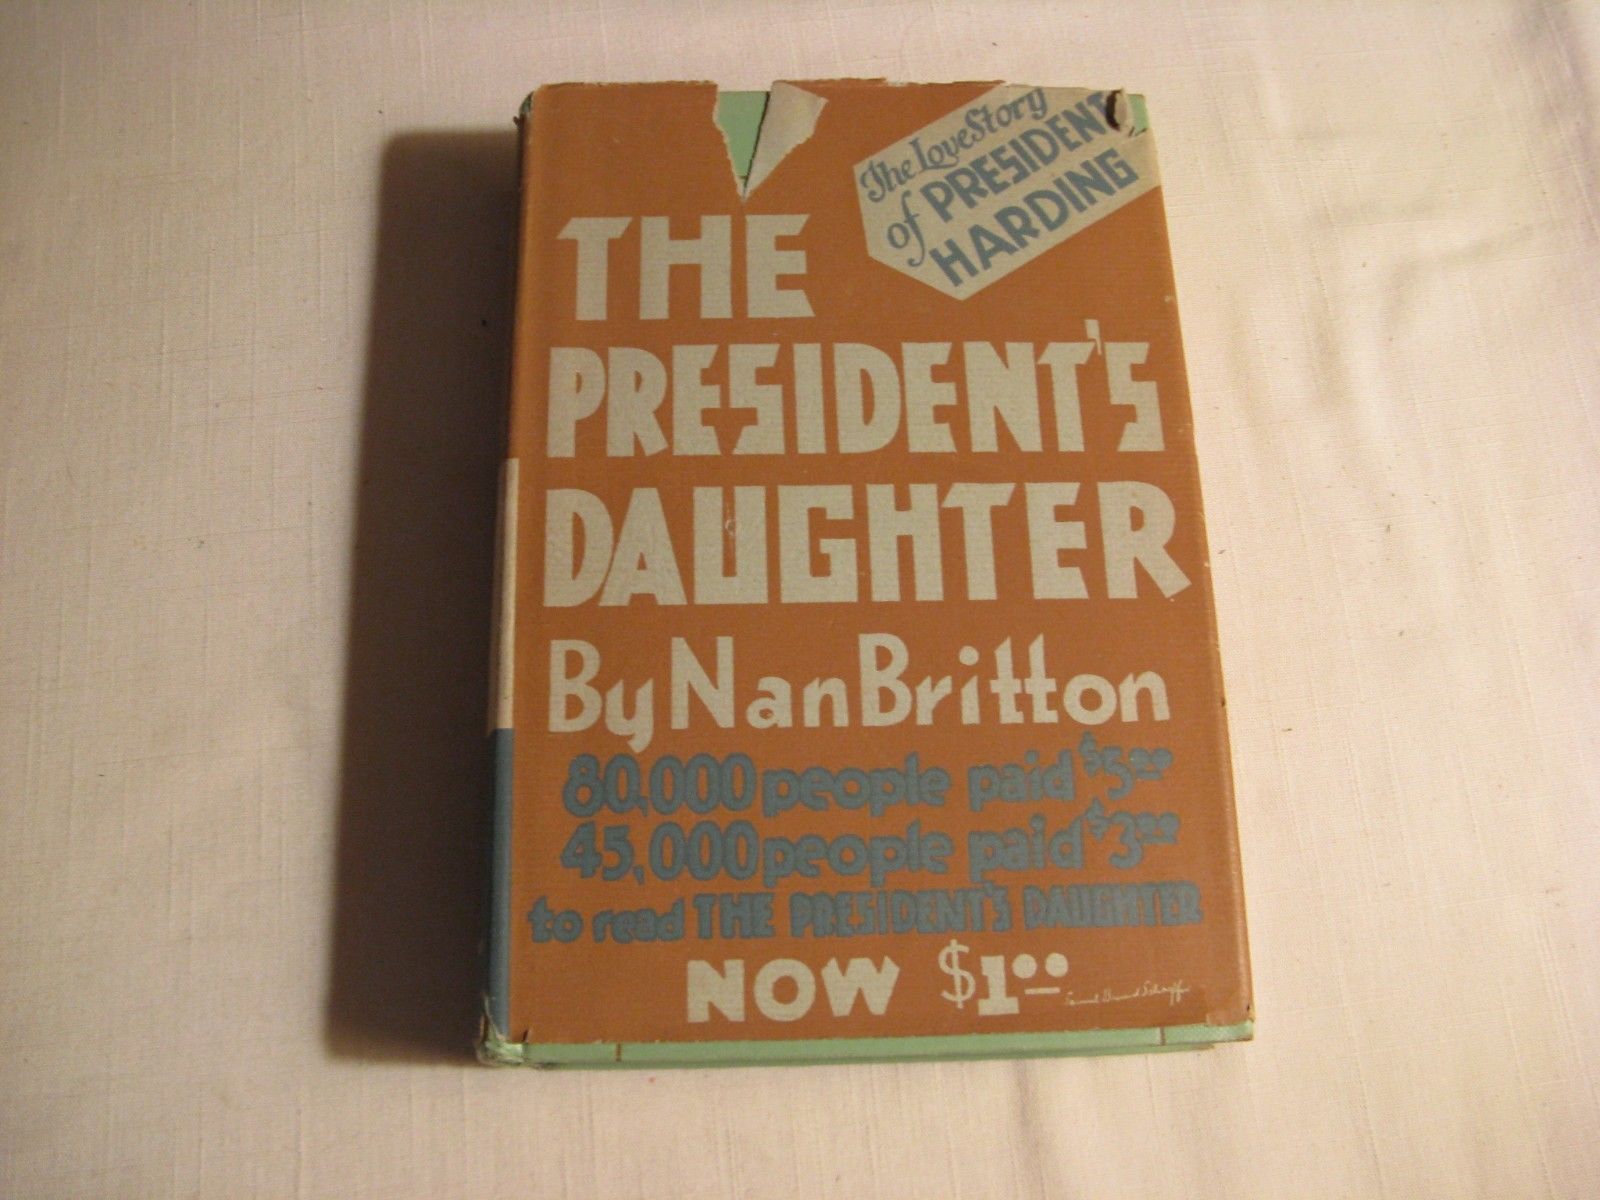 The Love Story
of PRESIDENT
HARDING
THE
PRESIDENT'S
DAUGHTER
By Nan Britton
80,000 people paid $5.00
45,000 people paid $3.00
to read THE PRESIDENT'S DAUGHTER
NOW $1.00